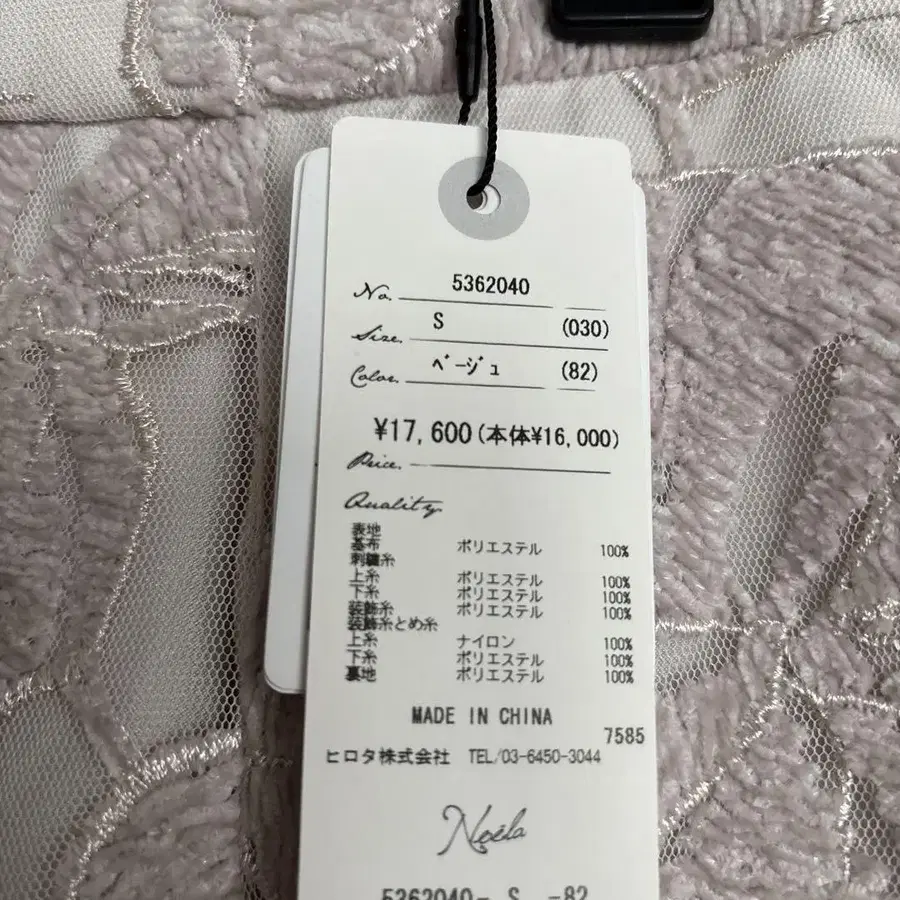 No. 5362040
Size. S (030)
Color. ベージュ (82)
¥17,600(本体¥16,000)
Price.
Quality
表地
基布 ポリエステル 100%
刺繍糸
上糸 ポリエステル 100%
下糸 ポリエステル 100%
装飾糸 ポリエステル 100%
装飾糸とめ糸
上糸 ナイロン 100%
下糸 ポリエステル 100%
裏地 ポリエステル 100%
MADE IN CHINA
7585
ヒロタ株式会社 TEL/03-6450-3044
Noéla
5362040- S -82